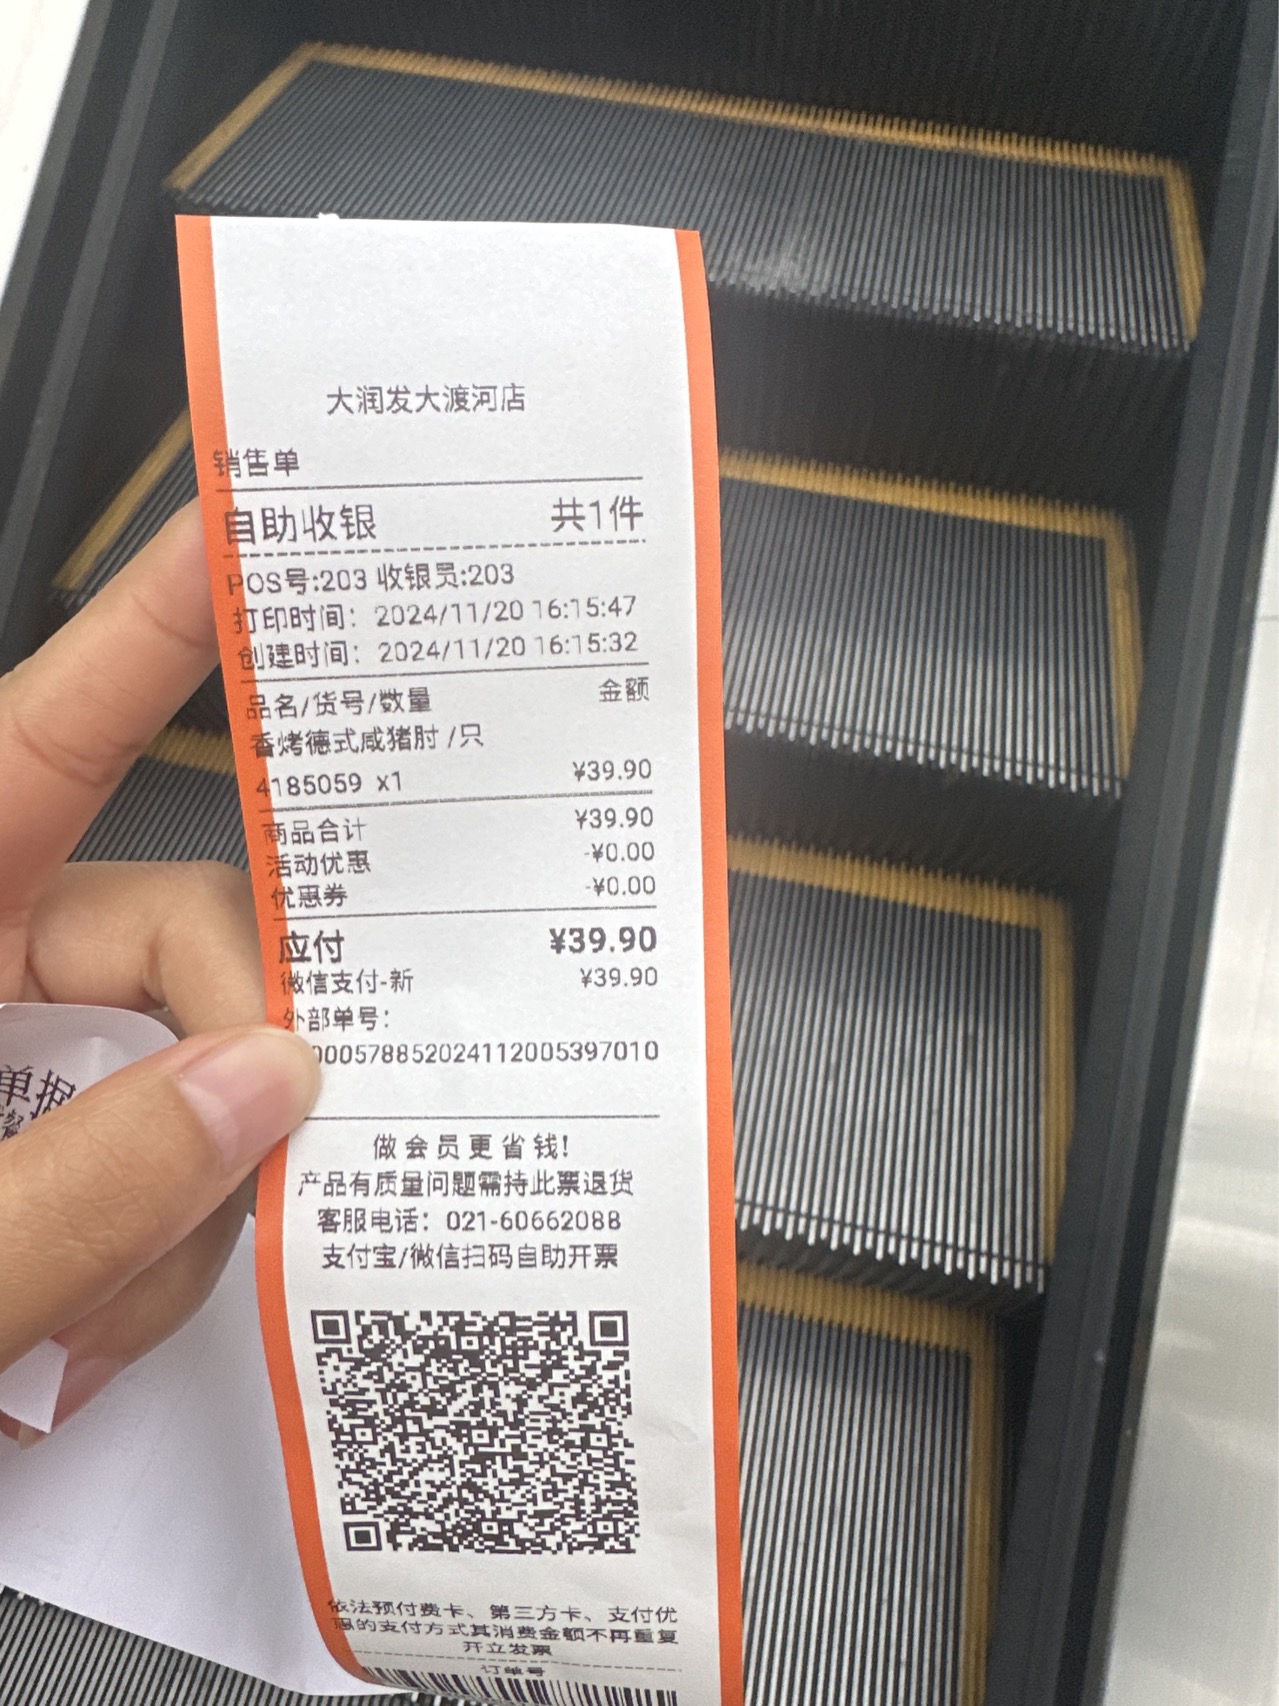 大润发大渡河店
销售单
自助收银 共1件
POS号:203 收银员:203
打印时间： 2024/11/20 16:15:47
创建时间： 2024/11/20 16:15:32
品名/货号/数量 金额
香烤德式咸猪肘 /只
4185059 x1 ¥39.90
商品合计 ¥39.90
活动优惠 -¥0.00
优惠券 -¥0.00
应付 ¥39.90
微信支付-新 ¥39.90
外部单号：
00057885202411200539​7010
做会员更省钱!
产品有质量问题需持此票退货
客服电话：021-60662088
支付宝/微信扫码自助开票
依法预付费卡、第三方卡、支付优
惠的支付方式其消费金额不再重复
开立发票
订单号
单据